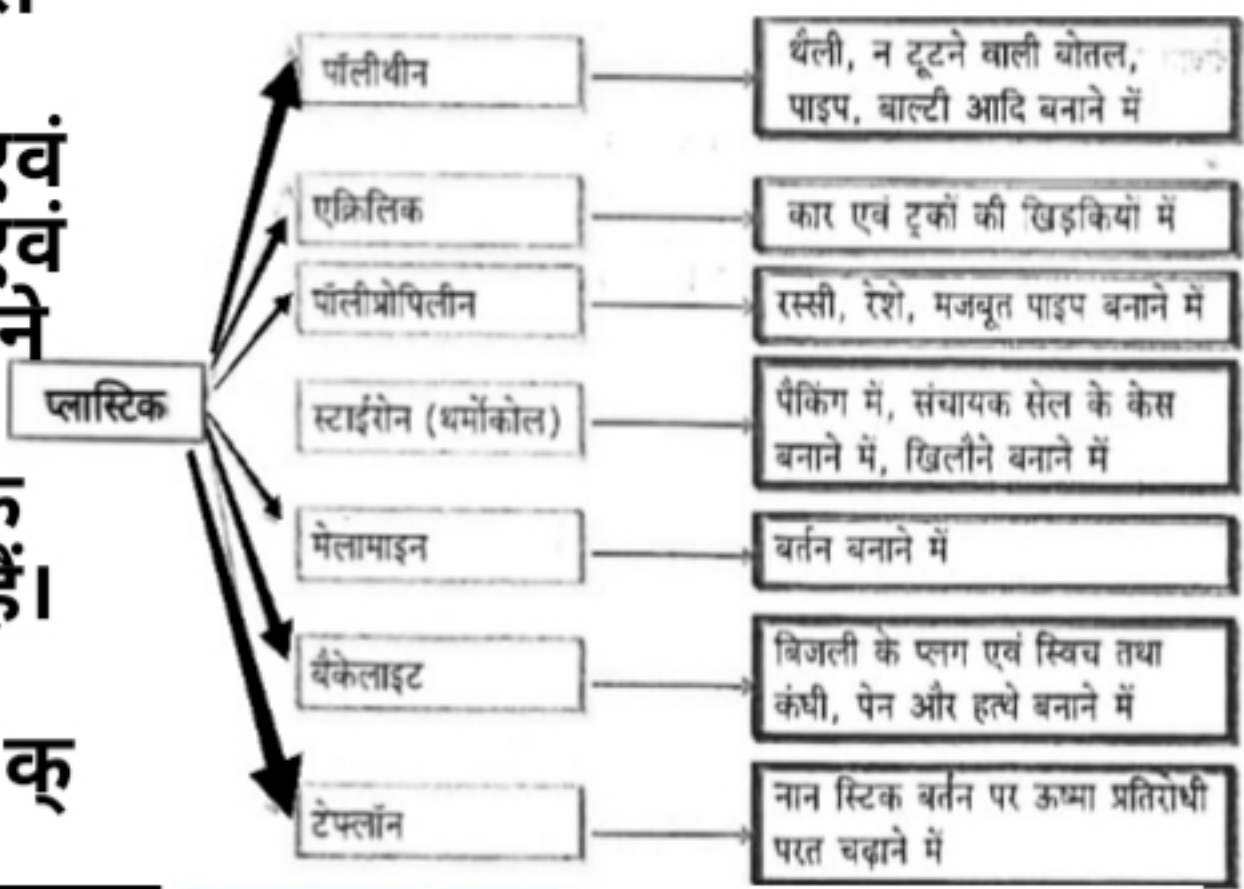 एवं
एवं
ने
हैं।
क्
प्लास्टिक
पॉलीथीन
थैली, न टूटने वाली बोतल,
पाइप, बाल्टी आदि बनाने में
एक्रिलिक
कार एवं ट्रकों की खिड़कियों में
पॉलीप्रोपिलीन
रस्सी, रेशे, मजबूत पाइप बनाने में
स्टाईरोन (थर्मोकोल)
पैकिंग में, संचायक सेल के केस
बनाने में, खिलौने बनाने में
मेलामाइन
बर्तन बनाने में
बैकेलाइट
बिजली के प्लग एवं स्विच तथा
कंघी, पेन और हत्थे बनाने में
टेफ्लॉन
नान स्टिक बर्तन पर ऊष्मा प्रतिरोधी
परत चढ़ाने में